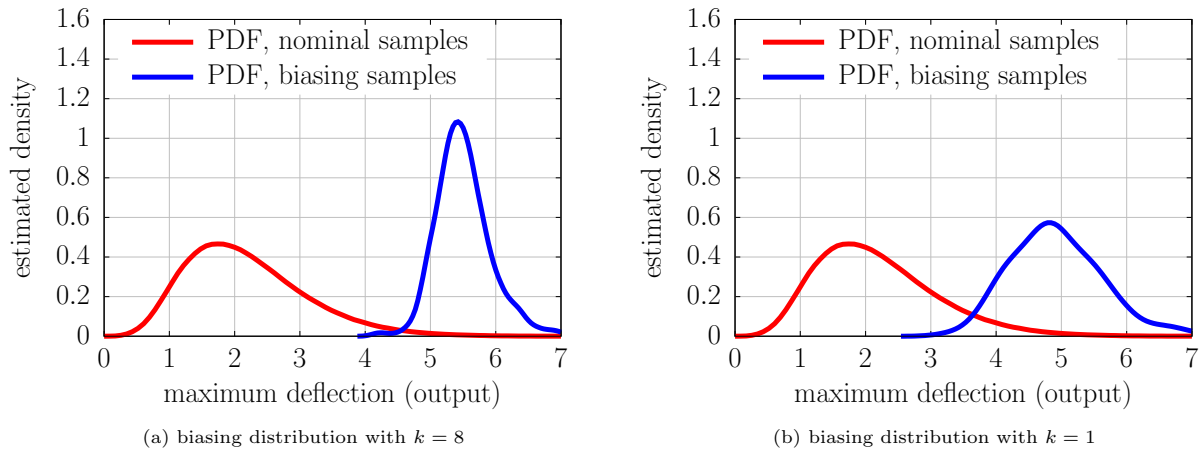 1.6
1.4
1.2
1
0.8
0.6
0.4
0.2
0
estimated density
PDF, nominal samples
PDF, biasing samples
0 1 2 3 4 5 6 7
maximum deflection (output)
(a) biasing distribution with k = 8
1.6
1.4
1.2
1
0.8
0.6
0.4
0.2
0
estimated density
PDF, nominal samples
PDF, biasing samples
0 1 2 3 4 5 6 7
maximum deflection (output)
(b) biasing distribution with k = 1